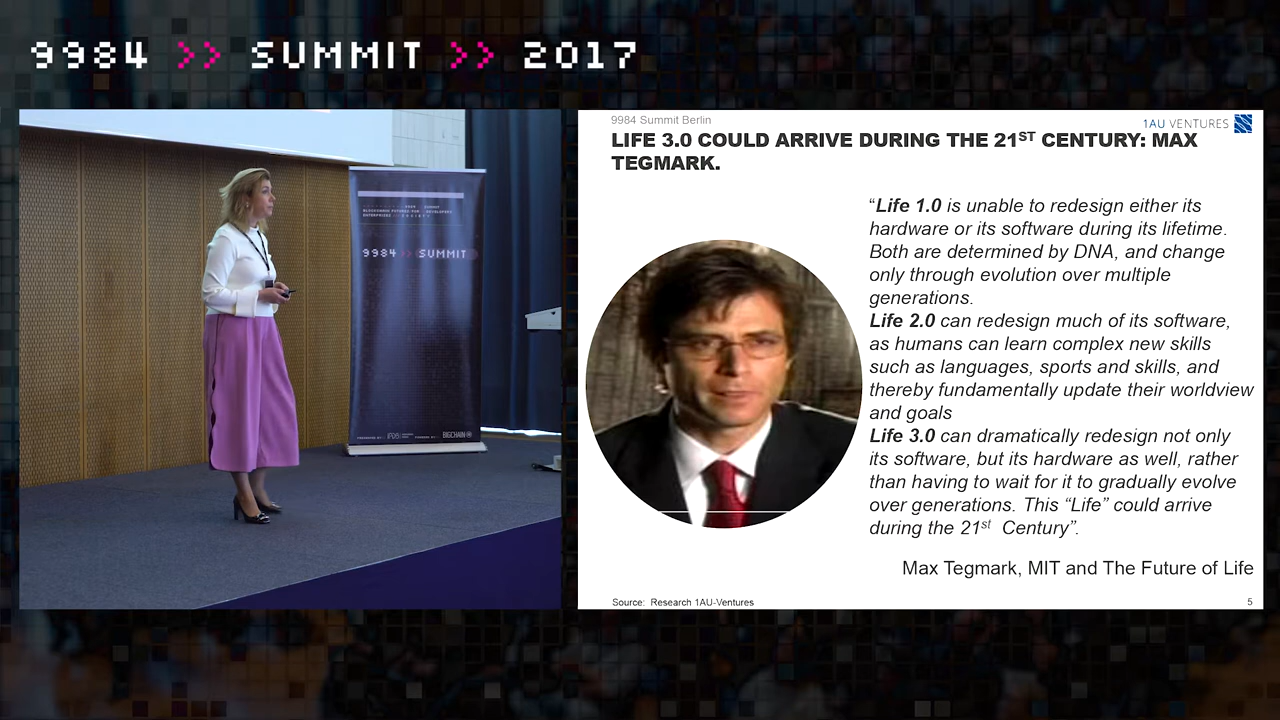 9984 >> SUMMIT >> 2017
9984 >> SUMMIT
BIGCHAIN
9984 Summit Berlin
1AU VENTURES
LIFE 3.0 COULD ARRIVE DURING THE 21ST CENTURY: MAX
TEGMARK.
“Life 1.0 is unable to redesign either its
hardware or its software during its lifetime.
Both are determined by DNA, and change
only through evolution over multiple
generations.
Life 2.0 can redesign much of its software,
as humans can learn complex new skills
such as languages, sports and skills, and
thereby fundamentally update their worldview
and goals
Life 3.0 can dramatically redesign not only
its software, but its hardware as well, rather
than having to wait for it to gradually evolve
over generations. This “Life” could arrive
during the 21st Century”.
Max Tegmark, MIT and The Future of Life
Source: Research 1AU-Ventures
5